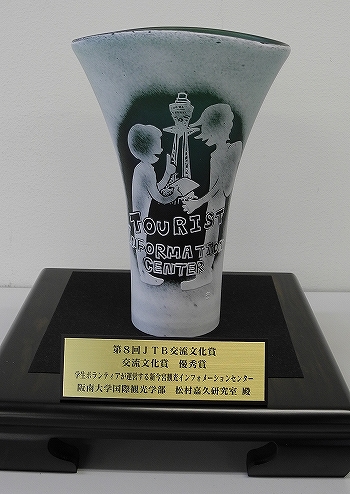 TOURIST
INFORMATION
CENTER
第8回JTB交流文化賞
交流文化賞 優秀賞
学生ボランティアが運営する新今宮観光インフォメーションセンター
阪南大学国際観光学部 松村嘉久研究室 殿